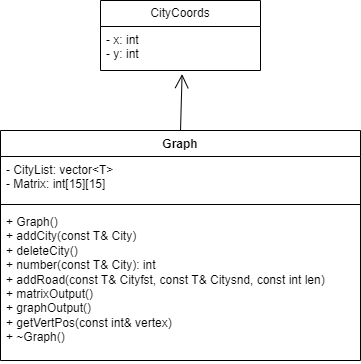 CityCoords
- x: int
- y: int
Graph
- CityList: vector<T>
- Matrix: int[15][15]
+ Graph()
+ addCity(const T& City)
+ deleteCity()
+ number(const T& City): int
+ addRoad(const T& Cityfst, const T& Citysnd, const int len)
+ matrixOutput()
+ graphOutput()
+ getVertPos(const int& vertex)
+ ~Graph()